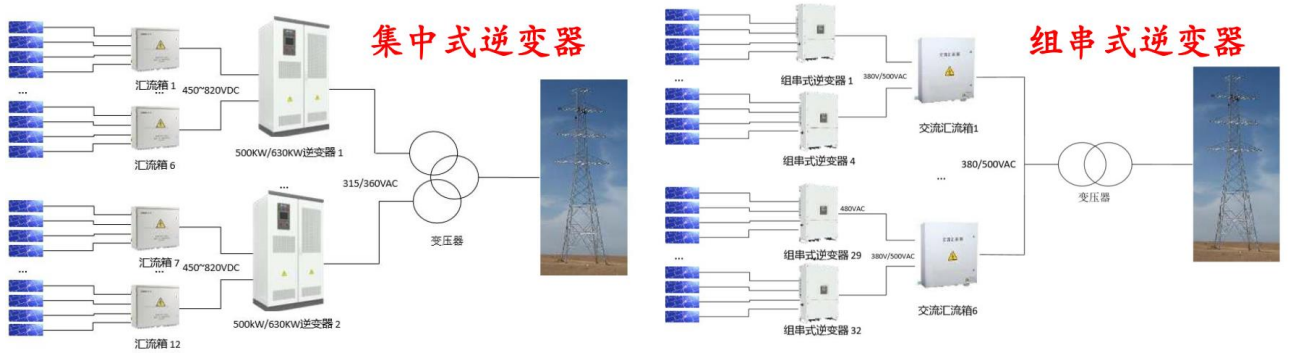 集中式逆变器
汇流箱 1
...
450~820VDC
...
汇流箱 6
500KW/630KW逆变器 1
...
315/360VAC
变压器
汇流箱 7
...
450~820VDC
...
汇流箱 12
500kW/630KW逆变器 2
组串式逆变器
组串式逆变器 1
...
380V/500VAC
交流汇流箱1
组串式逆变器 4
380/500VAC
...
变压器
480VAC
组串式逆变器 29
...
380V/500VAC
交流汇流箱6
组串式逆变器 32